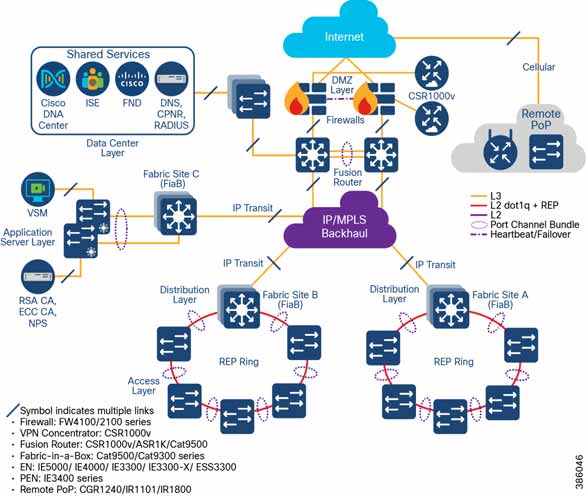 Internet
Cellular
Shared Services
Cisco
DNA
Center
ISE
CISCO
FND
DNS,
CPNR,
RADIUS
Data Center
Layer
DMZ
Layer
Firewalls
CSR1000v
Remote
PoP
Fusion
Router
VSM
Application
Server Layer
RSA CA,
ECC CA,
NPS
Fabric Site C
(FiaB)
IP Transit
IP/MPLS
Backhaul
L3
L2 dot1q + REP
L2
Port Channel Bundle
Heartbeat/Failover
IP Transit
IP Transit
Distribution
Layer
Fabric Site B
(FiaB)
REP Ring
Access
Layer
Distribution
Layer
Fabric Site A
(FiaB)
REP Ring
Symbol indicates multiple links
• Firewall: FW4100/2100 series
• VPN Concentrator: CSR1000v
• Fusion Router: CSR1000v/ASR1K/Cat9500
• Fabric-in-a-Box: Cat9500/Cat9300 series
• EN: IE5000/ IE4000/ IE3300/ IE3300-X/ ESS3300
• PEN: IE3400 series
• Remote PoP: CGR1240/IR1101/IR1800
386046